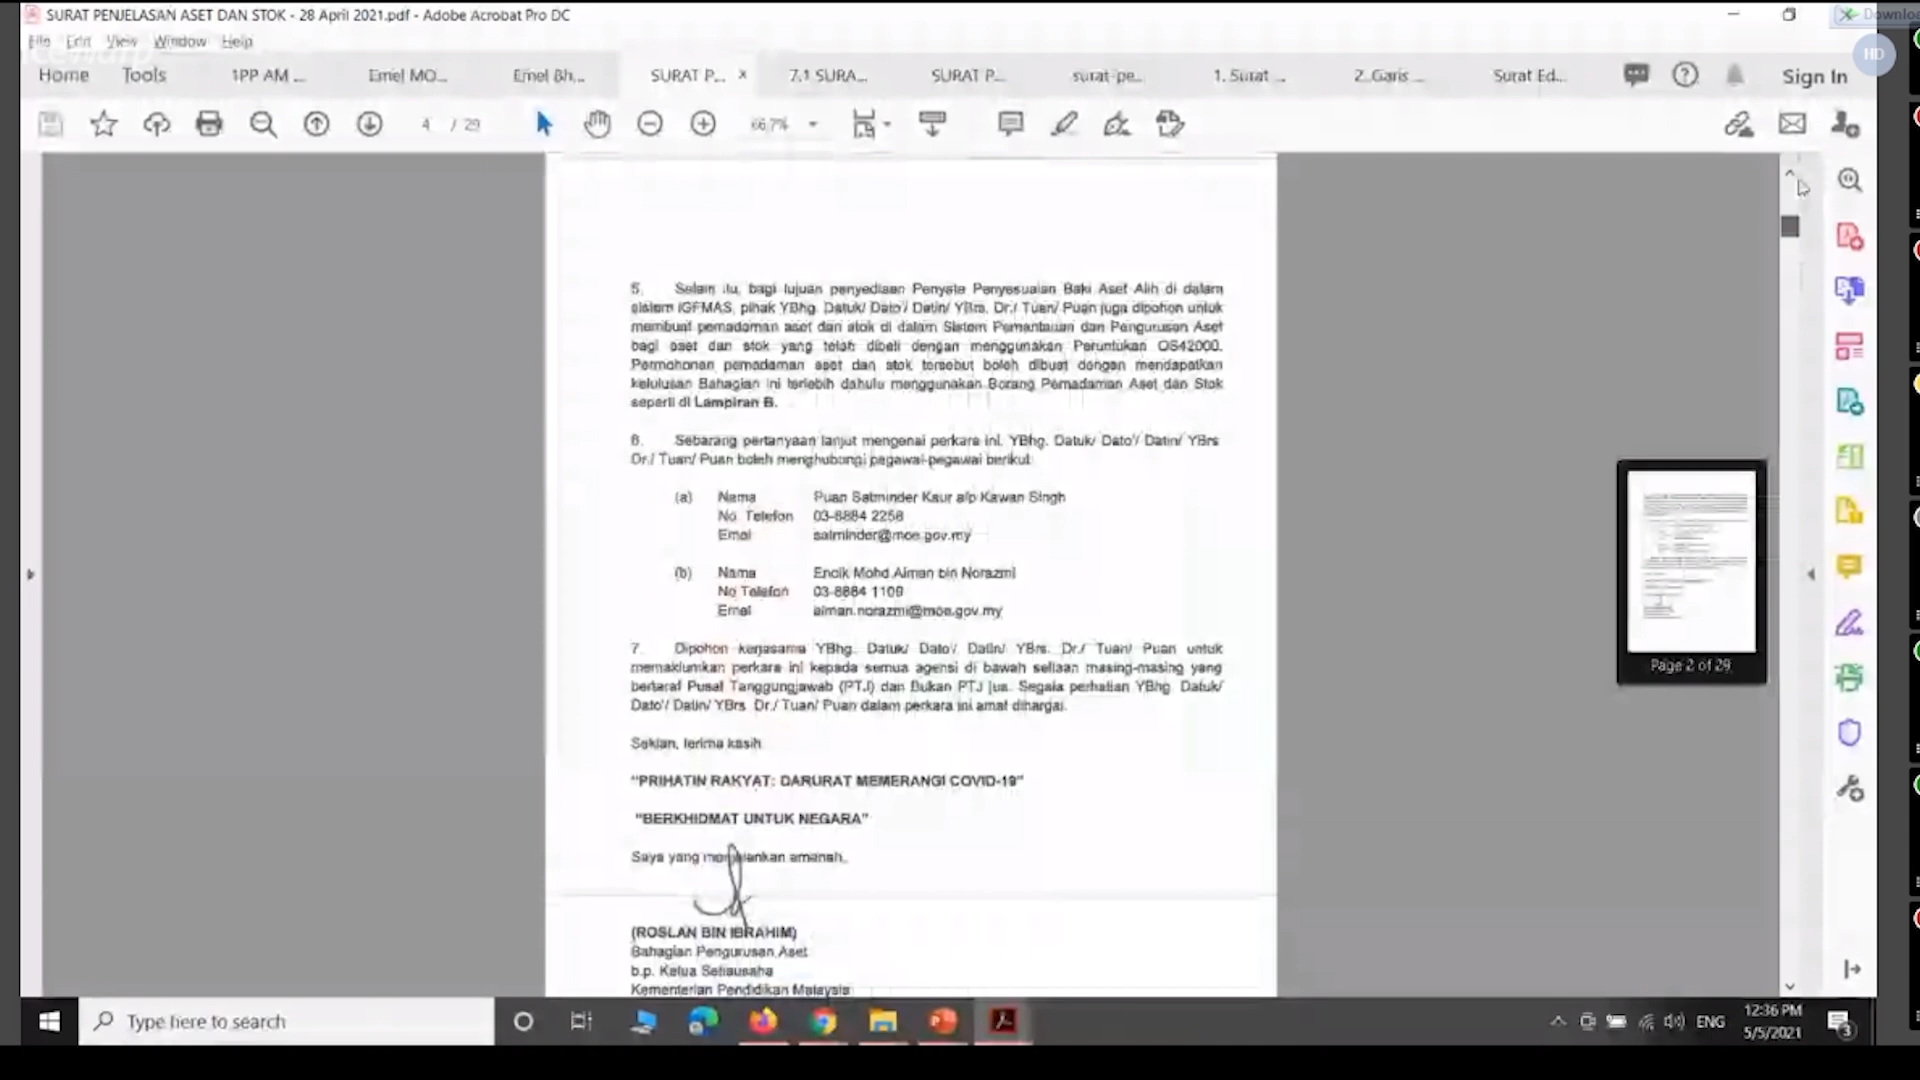 SURAT PENJELASAN ASET DAN STOK - 28 April 2021.pdf - Adobe Acrobat Pro DC
Downloa
HD
File Edit View Window Help
Home Tools 1PP AM ... Emel MO... Emel Bh... SURAT P... × 7.1 SURA... SURAT P... surat-pe... 1. Surat ... 2. Garis ... Surat Ed... Sign In
4 / 29 66.7%
5. Selain itu, bagi tujuan penyediaan Penyata Penyesuaian Baki Aset Alih di dalam
sistem iGFMAS, pihak YBhg. Datuk/ Dato'/ Datin/ YBrs. Dr./ Tuan/ Puan juga dipohon untuk
membuat pemadaman aset dan stok di dalam Sistem Pemantauan dan Pengurusan Aset
bagi aset dan stok yang telah dibeli dengan menggunakan Peruntukan OS42000.
Permohonan pemadaman aset dan stok tersebut boleh dibuat dengan mendapatkan
kelulusan Bahagian ini terlebih dahulu menggunakan Borang Pemadaman Aset dan Stok
seperti di Lampiran B.
6. Sebarang pertanyaan lanjut mengenai perkara ini, YBhg. Datuk/ Dato'/ Datin/ YBrs
Dr./ Tuan/ Puan boleh menghubungi pegawai-pegawai berikut
(a) Nama Puan Satminder Kaur a/p Kawan Singh
No. Telefon 03-8884 2258
Emel satminder@moe.gov.my
(b) Nama Encik Mohd Aiman bin Norazmi
No Telefon 03-8884 1109
Emel aiman.norazmi@moe.gov.my
7. Dipohon kerjasama YBhg. Datuk/ Dato'/ Datin/ YBrs. Dr./ Tuan/ Puan untuk
memaklumkan perkara ini kepada semua agensi di bawah seliaan masing-masing yang
bertaraf Pusat Tanggungjawab (PTJ) dan Bukan PTJ jua. Segala perhatian YBhg Datuk/
Dato'/ Datin/ YBrs Dr./ Tuan/ Puan dalam perkara ini amat dihargai.
Sekian, terima kasih
"PRIHATIN RAKYAT: DARURAT MEMERANGI COVID-19"
"BERKHIDMAT UNTUK NEGARA"
Saya yang menjalankan amanah,
(ROSLAN BIN IBRAHIM)
Bahagian Pengurusan Aset
b.p. Ketua Setiausaha
Kementerian Pendidikan Malaysia
Page 2 of 29
Type here to search
ENG
12:36 PM
5/5/2021
3